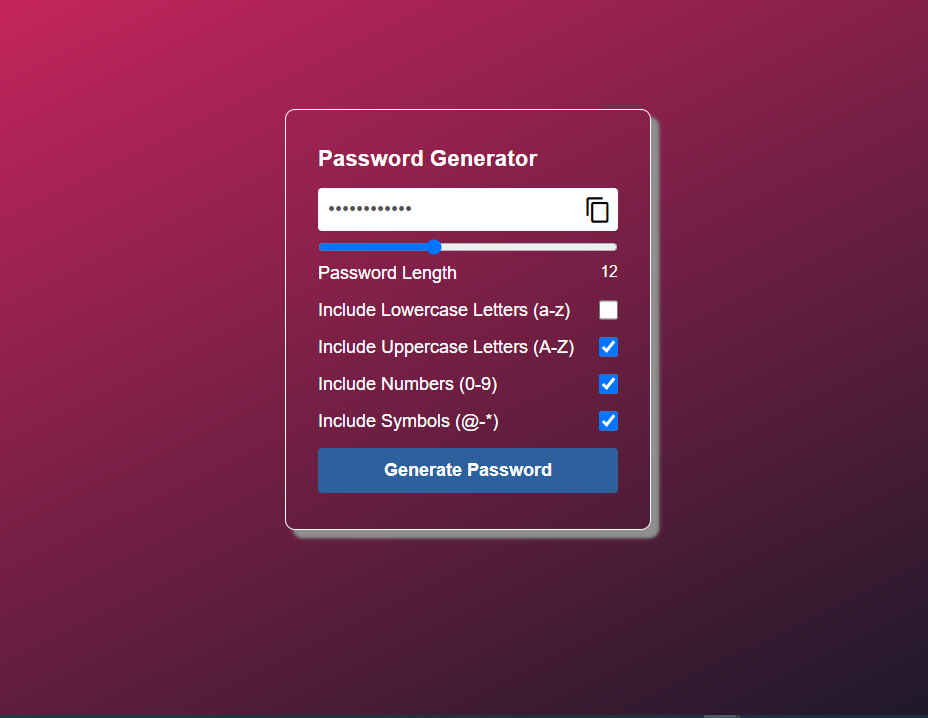 Password Generator
••••••••••••
Password Length 12
Include Lowercase Letters (a-z)
Include Uppercase Letters (A-Z)
Include Numbers (0-9)
Include Symbols (@-*)
Generate Password